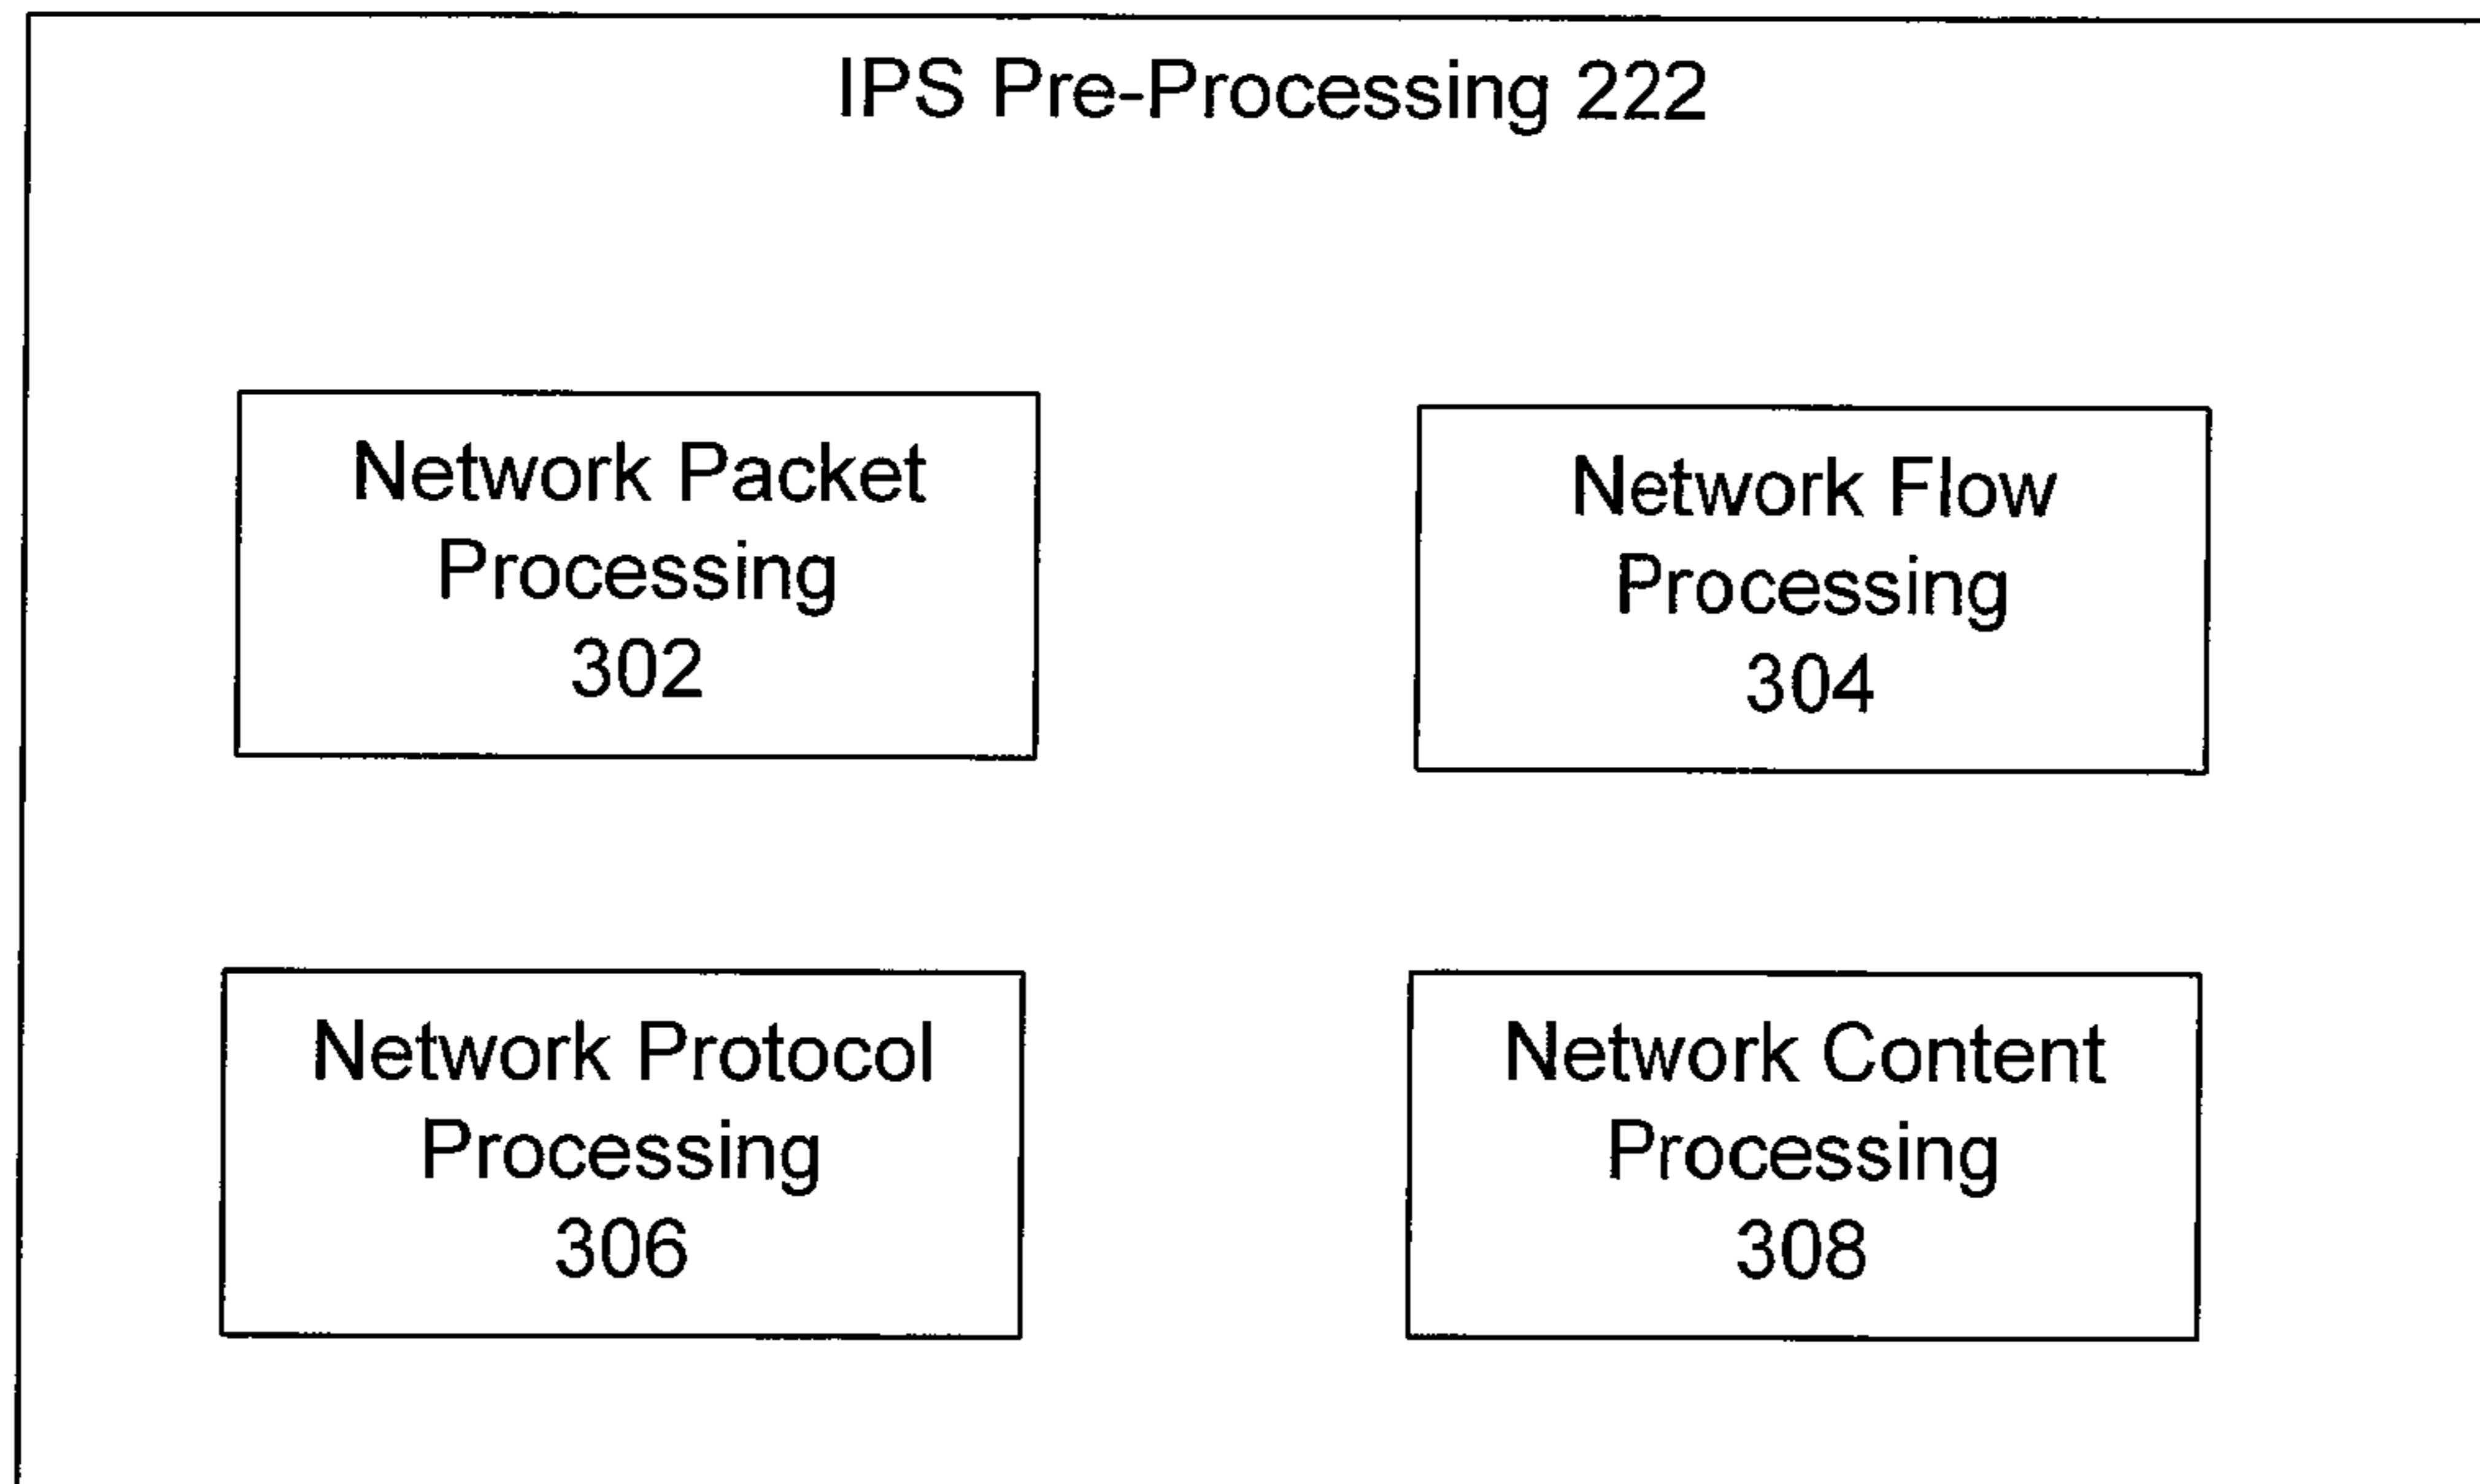 IPS Pre-Processing 222
Network Packet
Processing
302
Network Flow
Processing
304
Network Protocol
Processing
306
Network Content
Processing
308